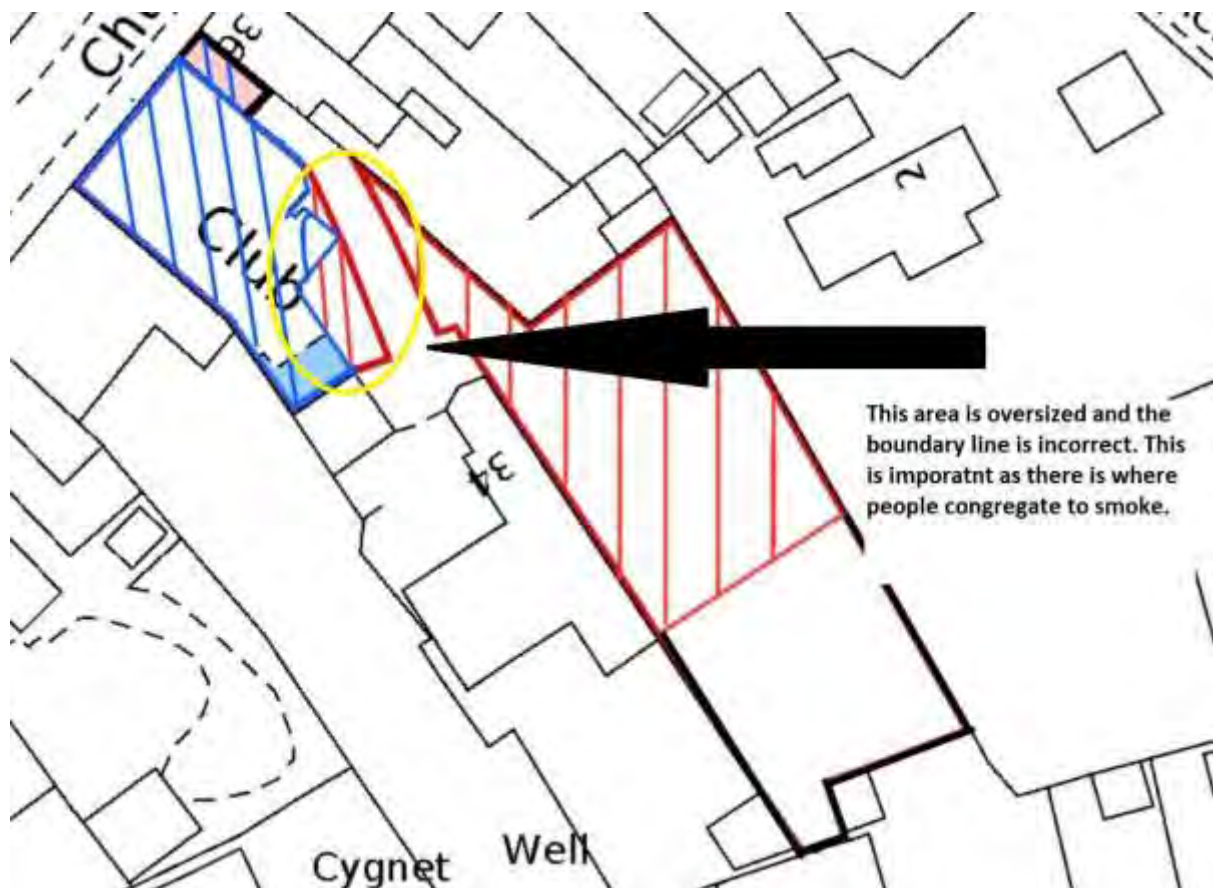 Chu
36
Club
2
34
This area is oversized and the
boundary line is incorrect. This
is imporatnt as there is where
people congregate to smoke.
Well
Cygnet